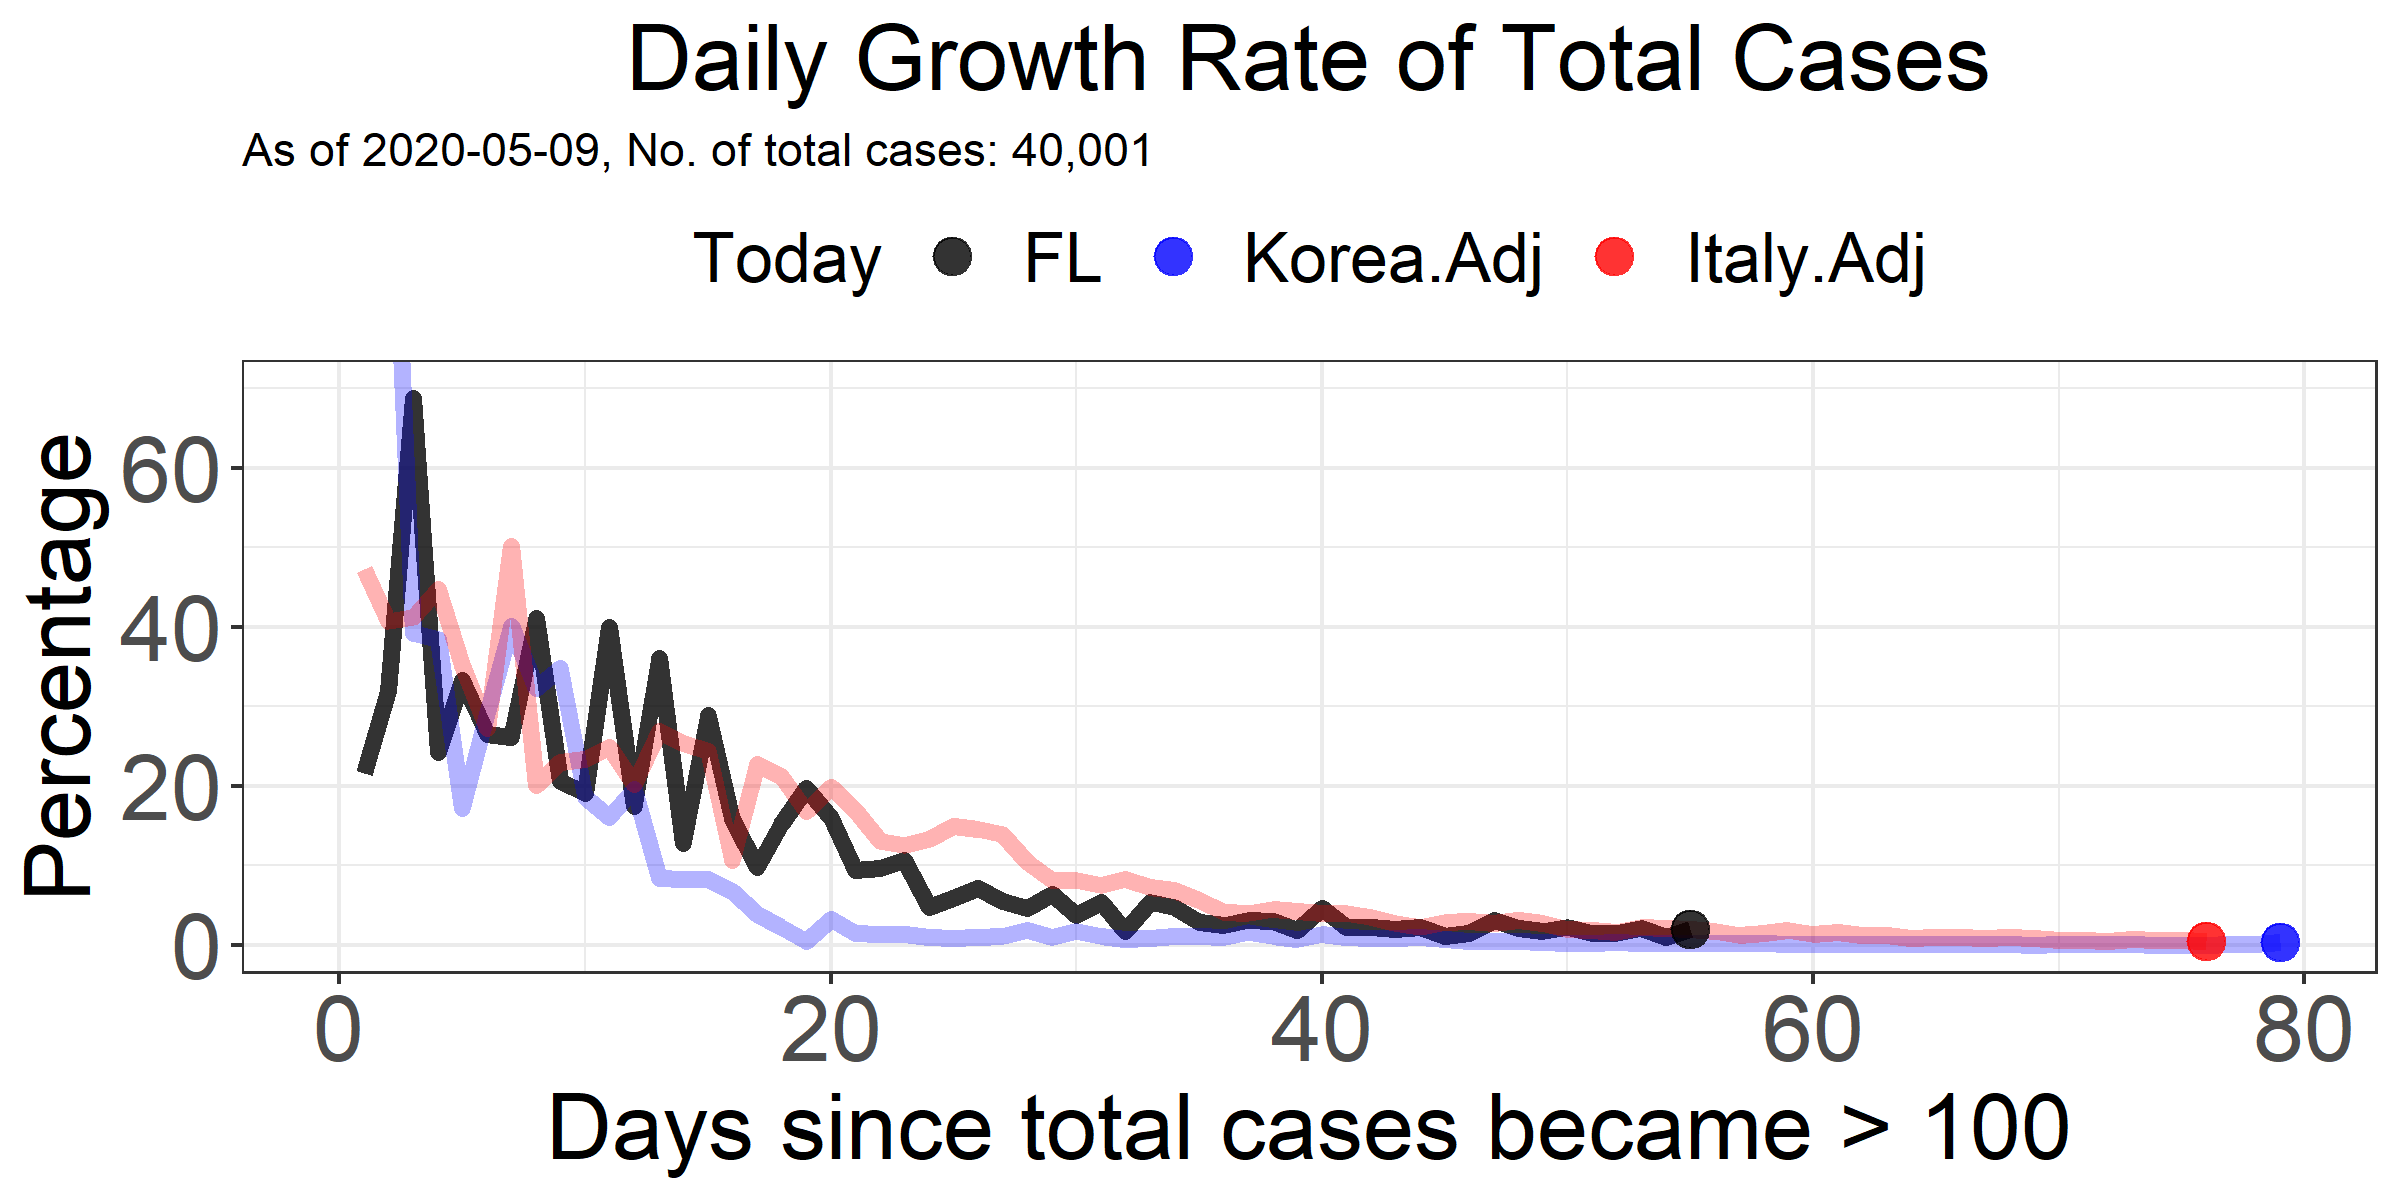 Daily Growth Rate of Total Cases
As of 2020-05-09, No. of total cases: 40,001
Today FL Korea.Adj Italy.Adj
Percentage
60
40
20
0
0 20 40 60 80
Days since total cases became > 100